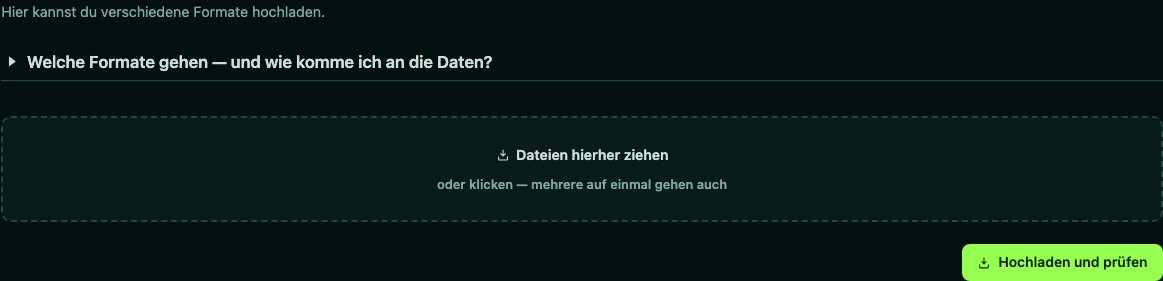 Hier kannst du verschiedene Formate hochladen.
Welche Formate gehen — und wie komme ich an die Daten?
Dateien hierher ziehen
oder klicken — mehrere auf einmal gehen auch
Hochladen und prüfen